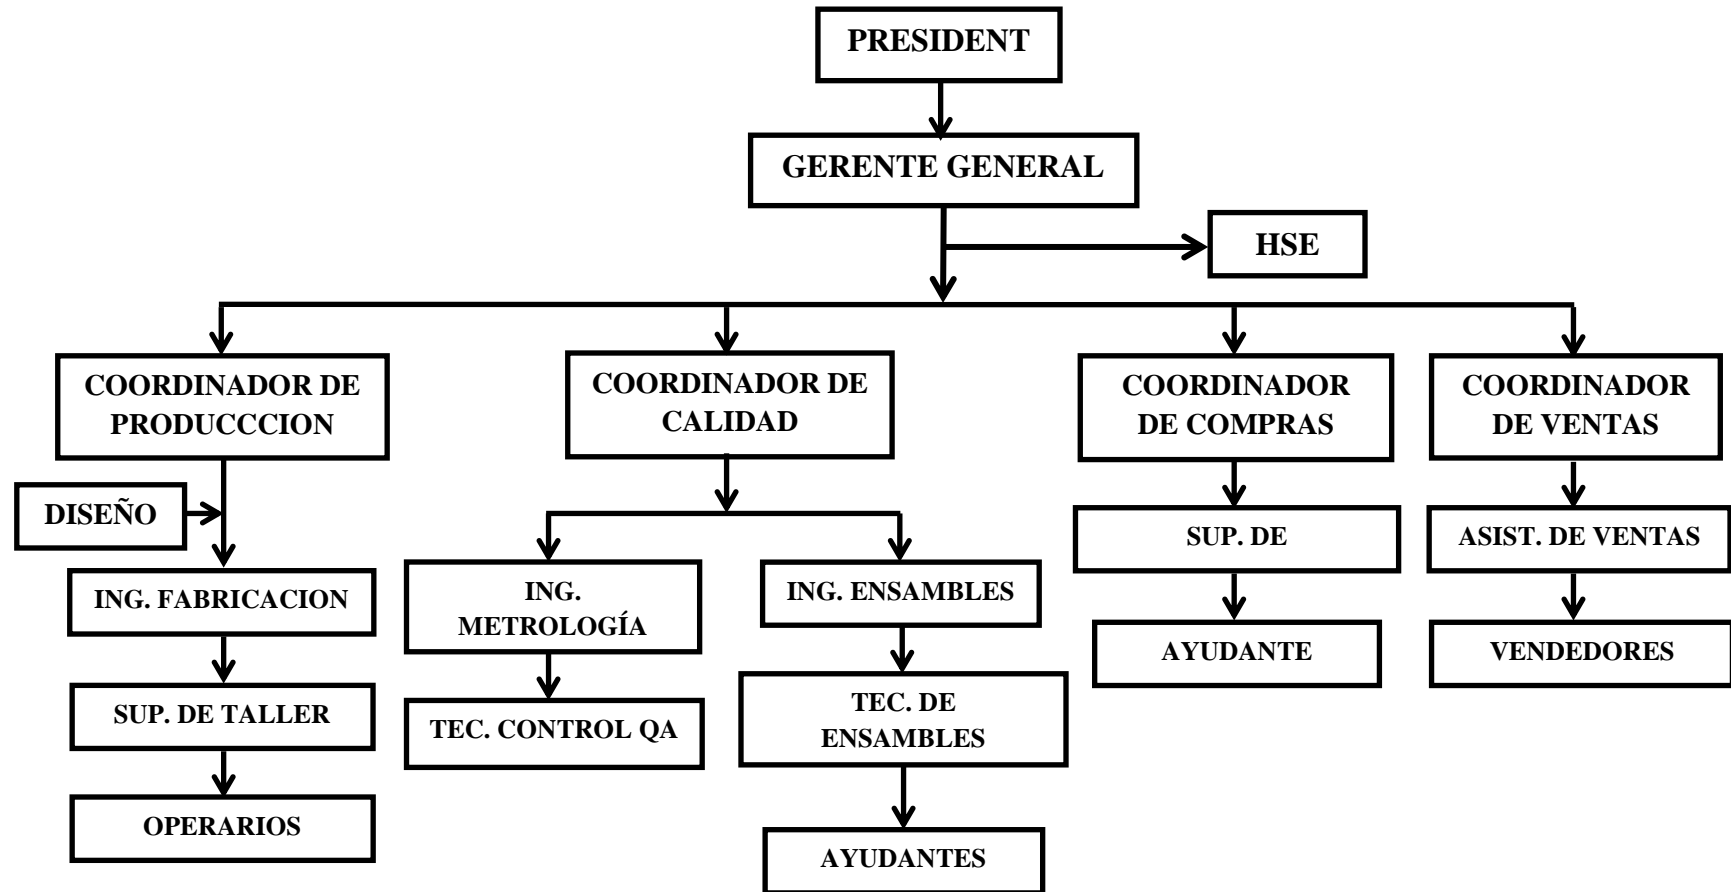 PRESIDENT
GERENTE GENERAL
HSE
COORDINADOR DE
PRODUCCCION
COORDINADOR DE
CALIDAD
COORDINADOR
DE COMPRAS
COORDINADOR
DE VENTAS
DISEÑO
SUP. DE
ASIST. DE VENTAS
ING. FABRICACION
ING.
METROLOGÍA
ING. ENSAMBLES
AYUDANTE
VENDEDORES
SUP. DE TALLER
TEC. CONTROL QA
TEC. DE
ENSAMBLES
OPERARIOS
AYUDANTES